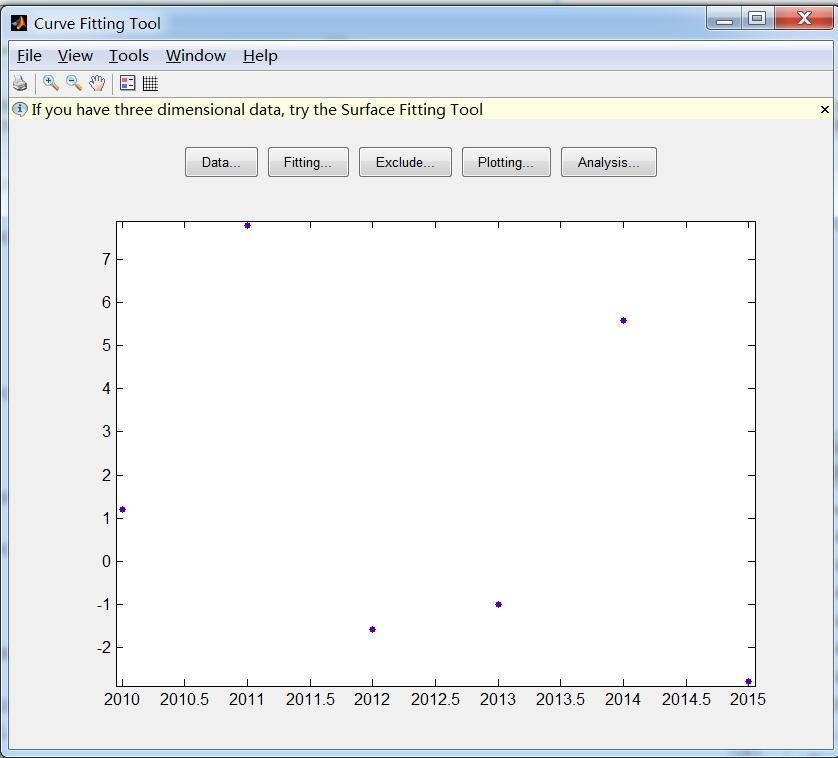 Curve Fitting Tool
File View Tools Window Help
If you have three dimensional data, try the Surface Fitting Tool
Data... Fitting... Exclude... Plotting... Analysis...
7
6
5
4
3
2
1
0
-1
-2
2010 2010.5 2011 2011.5 2012 2012.5 2013 2013.5 2014 2014.5 2015